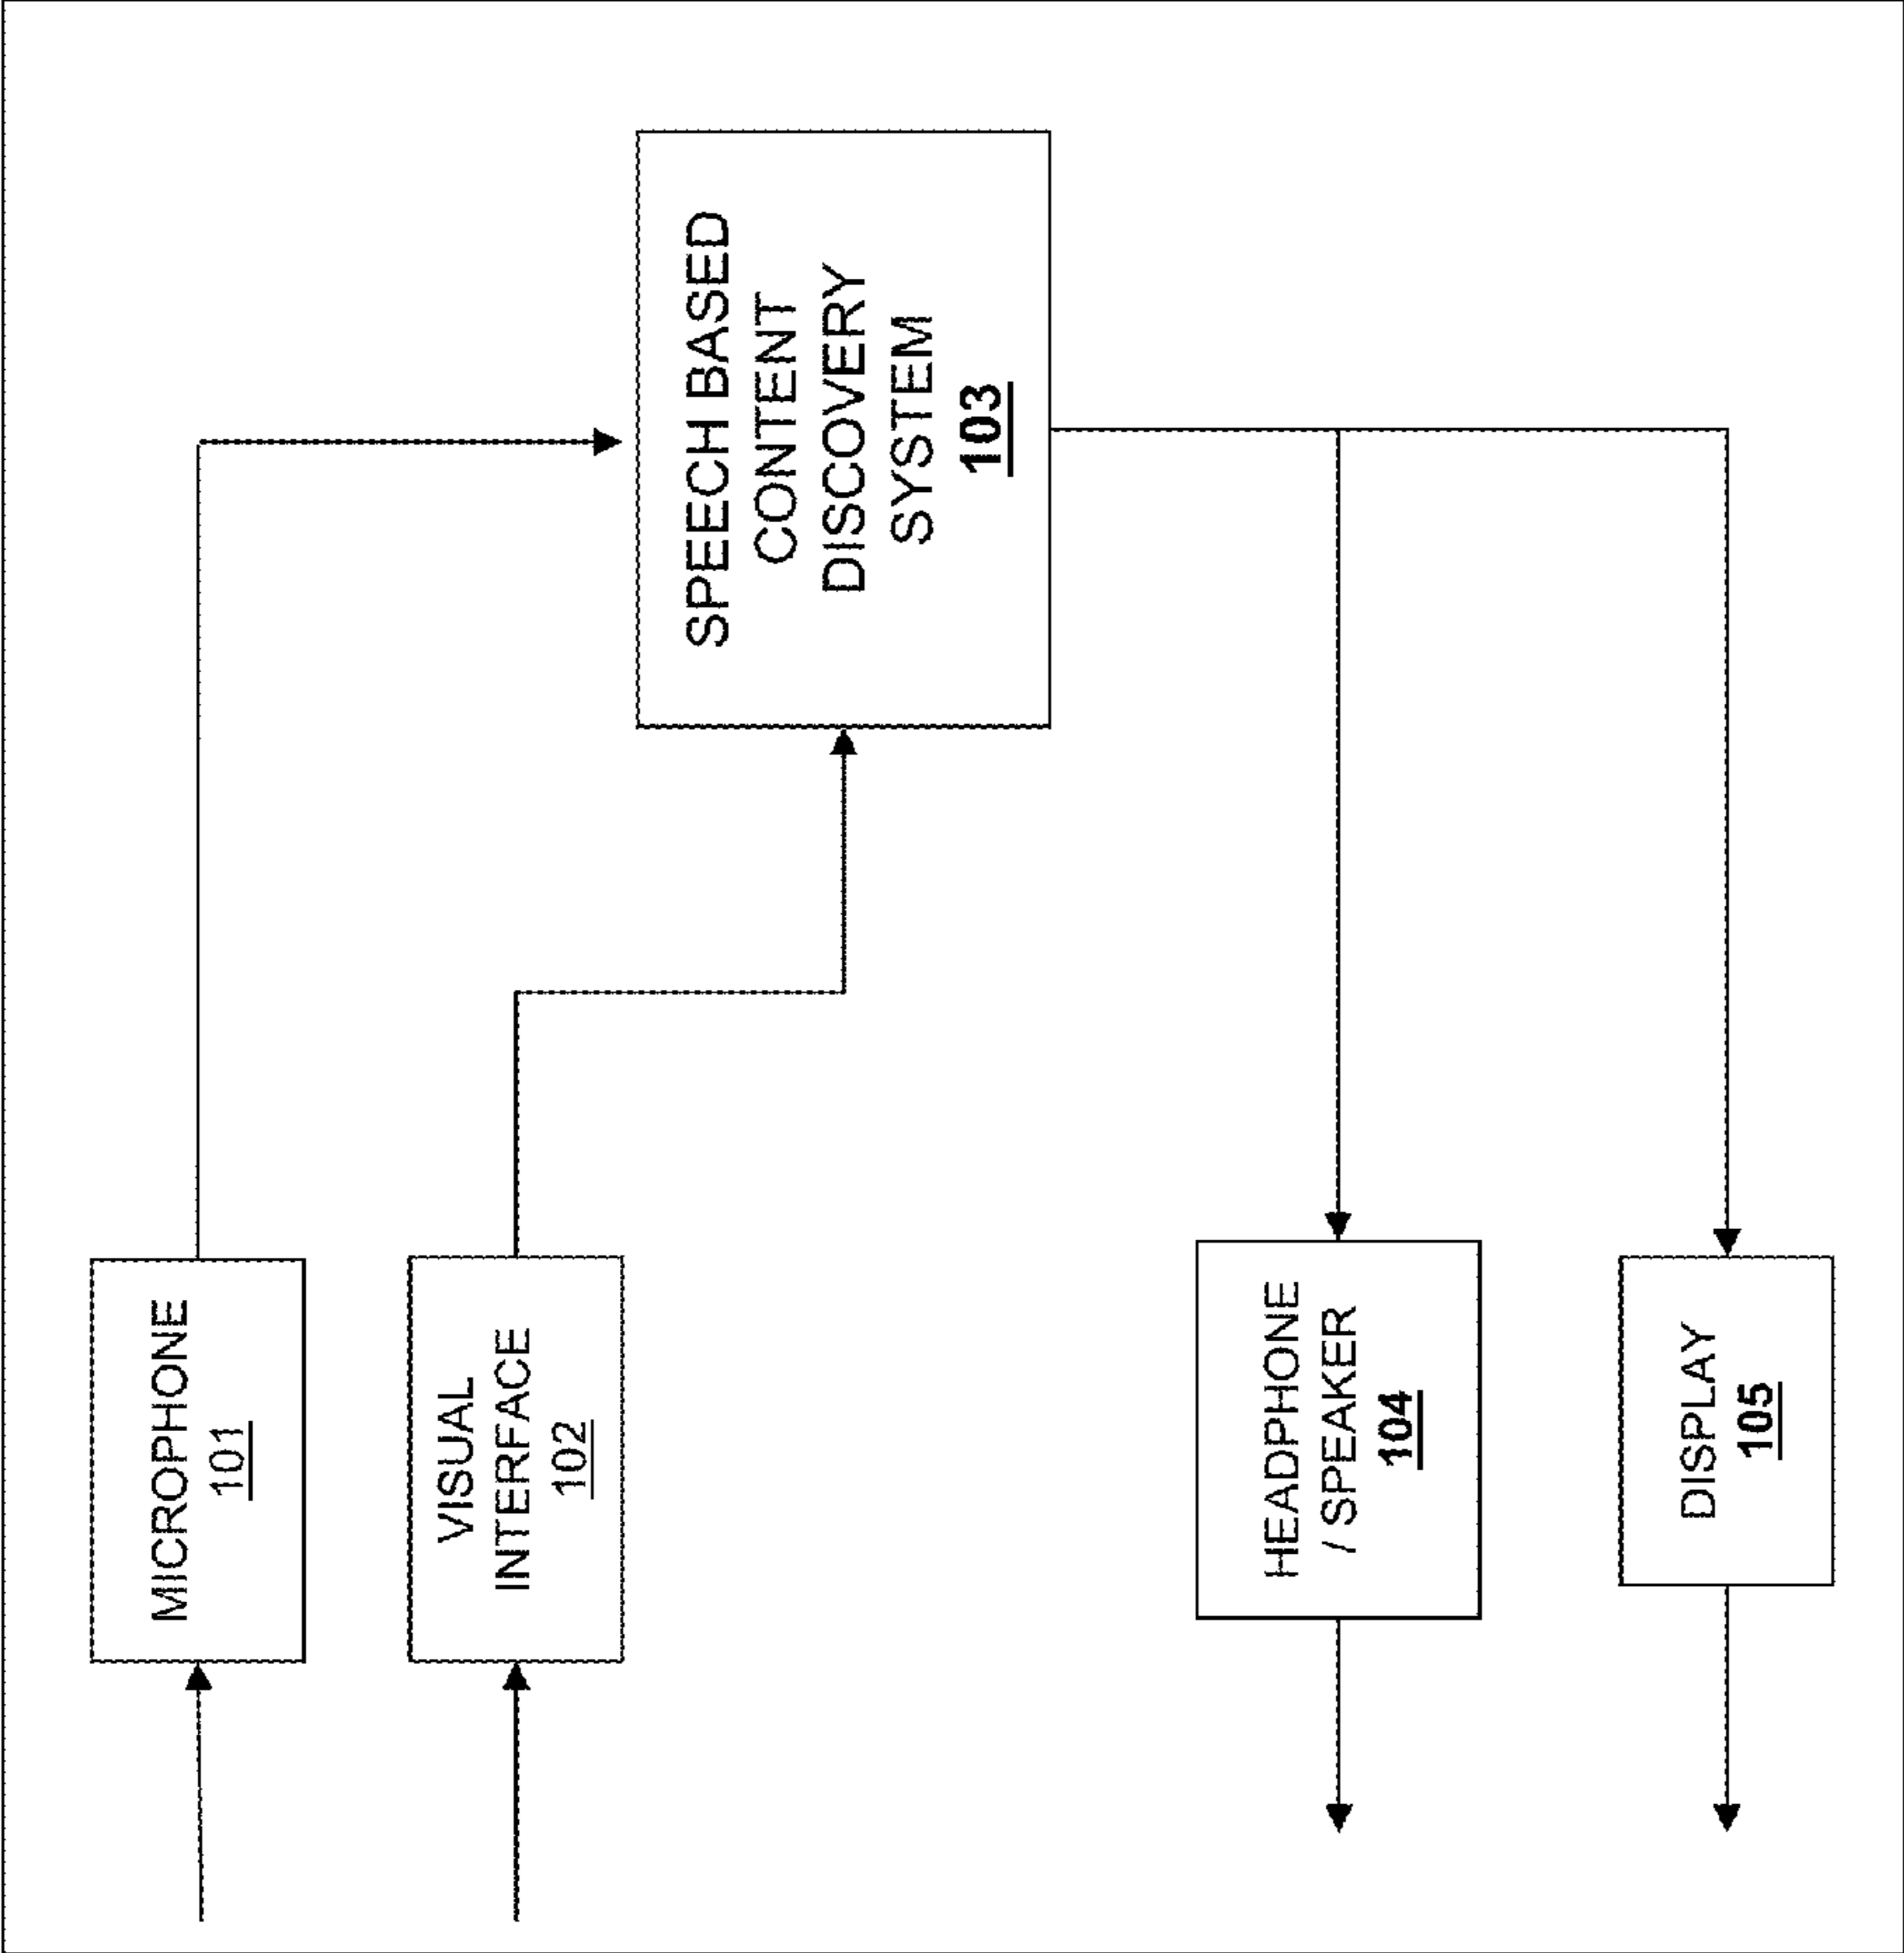 MICROPHONE
101
VISUAL
INTERFACE
102
SPEECH BASED
CONTENT
DISCOVERY
SYSTEM
103
HEADPHONE
/ SPEAKER
104
DISPLAY
105